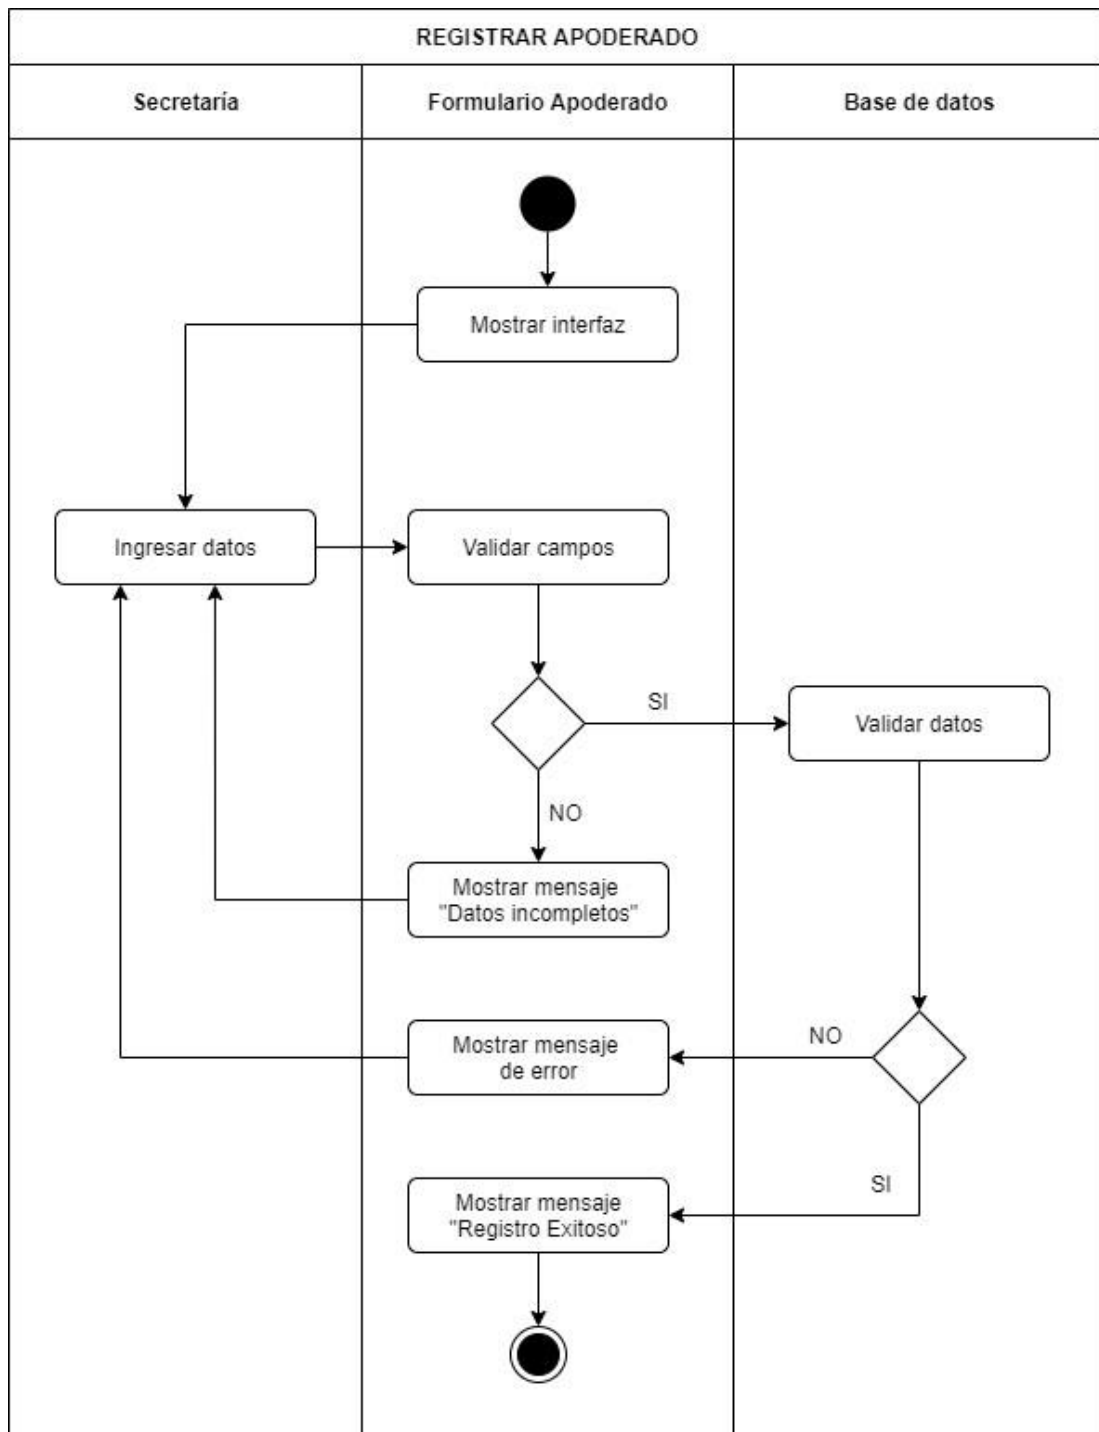 REGISTRAR APODERADO
Secretaría
Formulario Apoderado
Base de datos
Mostrar interfaz
Ingresar datos
Validar campos
SI
Validar datos
NO
Mostrar mensaje
"Datos incompletos"
NO
Mostrar mensaje
de error
SI
Mostrar mensaje
"Registro Exitoso"